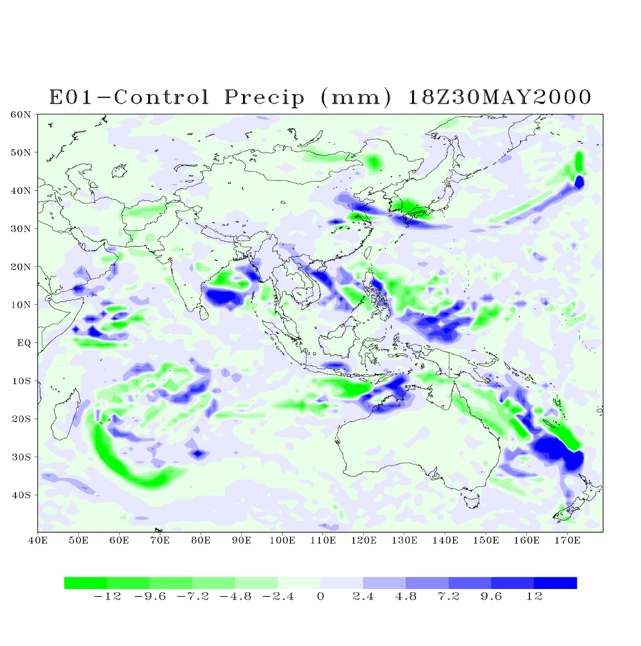 E01−Control Precip (mm) 18Z30MAY2000
60N
50N
40N
30N
20N
10N
EQ
10S
20S
30S
40S
40E 50E 60E 70E 80E 90E 100E 110E 120E 130E 140E 150E 160E 170E
−12 −9.6 −7.2 −4.8 −2.4 0 2.4 4.8 7.2 9.6 12